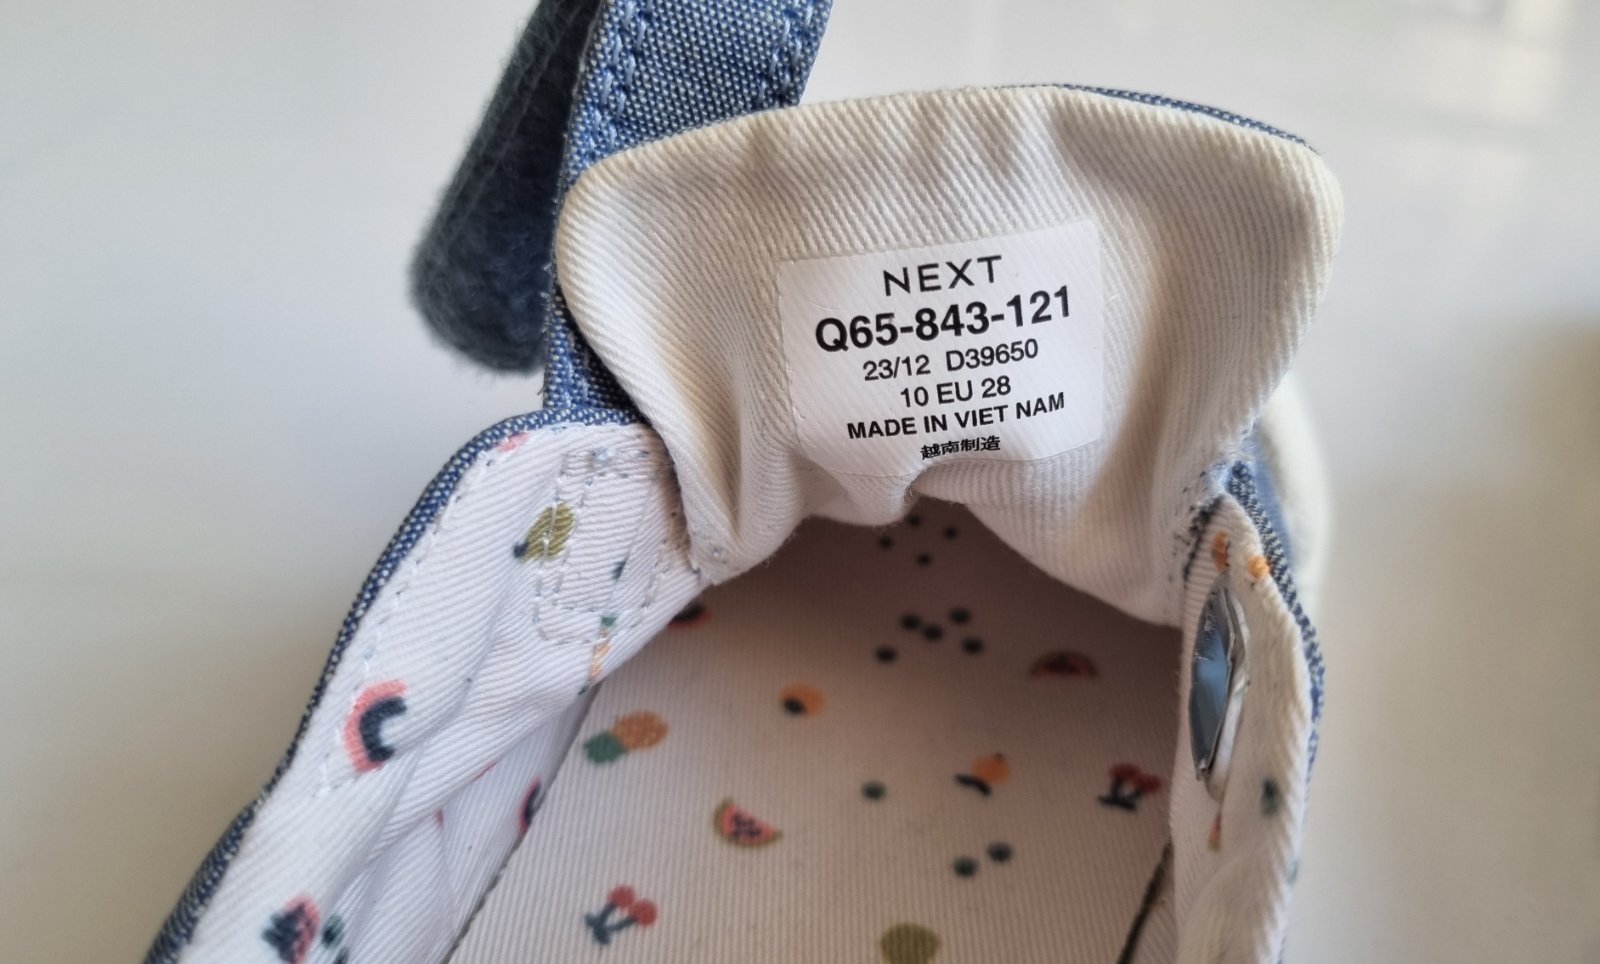 NEXT
Q65-843-121
23/12 D39650
10 EU 28
MADE IN VIET NAM
越南制造